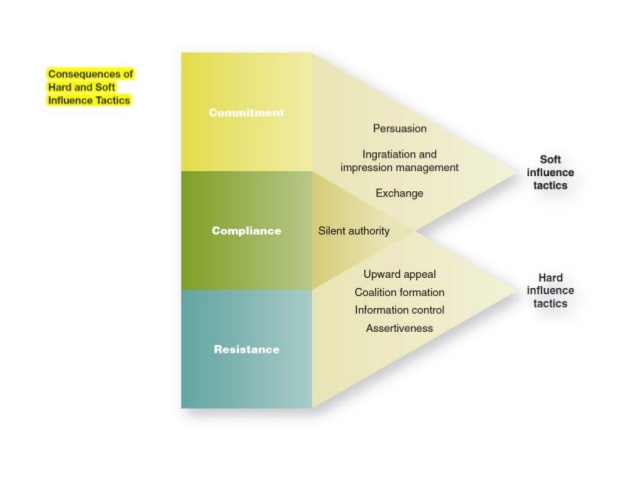 Consequences of
Hard and Soft
Influence Tactics
Commitment
Persuasion
Ingratiation and
impression management
Exchange
Soft
influence
tactics
Compliance
Silent authority
Upward appeal
Coalition formation
Information control
Assertiveness
Hard
influence
tactics
Resistance